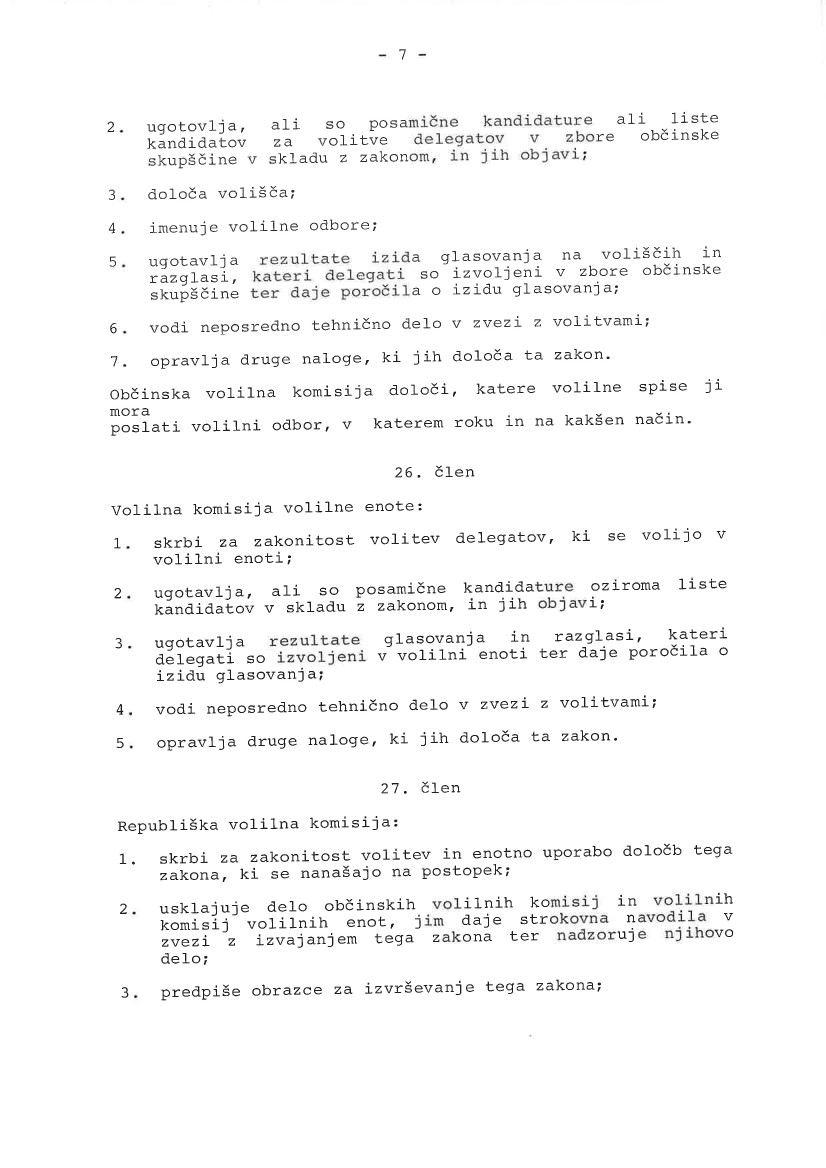 - 7 -
2. ugotovlja, ali so posamične kandidature ali liste
kandidatov za volitve delegatov v zbore občinske
skupščine v skladu z zakonom, in jih objavi;
3. določa volišča;
4. imenuje volilne odbore;
5. ugotavlja rezultate izida glasovanja na voliščih in
razglasi, kateri delegati so izvoljeni v zbore občinske
skupščine ter daje poročila o izidu glasovanja;
6. vodi neposredno tehnično delo v zvezi z volitvami;
7. opravlja druge naloge, ki jih določa ta zakon.
Občinska volilna komisija določi, katere volilne spise ji
mora
poslati volilni odbor, v katerem roku in na kakšen način.
26. člen
Volilna komisija volilne enote:
1. skrbi za zakonitost volitev delegatov, ki se volijo v
volilni enoti;
2. ugotavlja, ali so posamične kandidature oziroma liste
kandidatov v skladu z zakonom, in jih objavi;
3. ugotavlja rezultate glasovanja in razglasi, kateri
delegati so izvoljeni v volilni enoti ter daje poročila o
izidu glasovanja;
4. vodi neposredno tehnično delo v zvezi z volitvami;
5. opravlja druge naloge, ki jih določa ta zakon.
27. člen
Republiška volilna komisija:
1. skrbi za zakonitost volitev in enotno uporabo določb tega
zakona, ki se nanašajo na postopek;
2. usklajuje delo občinskih volilnih komisij in volilnih
komisij volilnih enot, jim daje strokovna navodila v
zvezi z izvajanjem tega zakona ter nadzoruje njihovo
delo;
3. predpiše obrazce za izvrševanje tega zakona;